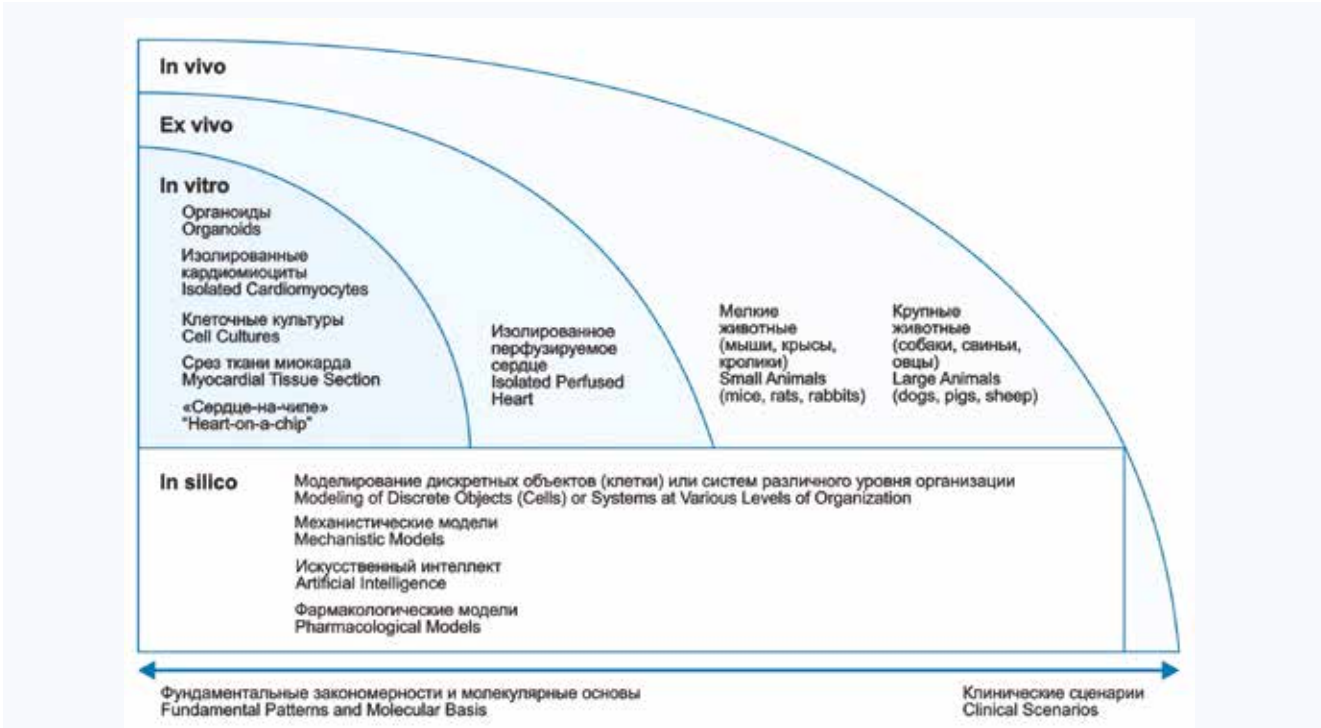 In vivo
Ex vivo
In vitro
Органоиды
Organoids
Изолированные
кардиомиоциты
Isolated Cardiomyocytes
Клеточные культуры
Cell Cultures
Срез ткани миокарда
Myocardial Tissue Section
«Сердце-на-чипе»
"Heart-on-a-chip"
Изолированное
перфузируемое
сердце
Isolated Perfused
Heart
Мелкие
животные
(мыши, крысы,
кролики)
Small Animals
(mice, rats, rabbits)
Крупные
животные
(собаки, свиньи,
овцы)
Large Animals
(dogs, pigs, sheep)
In silico
Моделирование дискретных объектов (клетки) или систем различного уровня организации
Modeling of Discrete Objects (Cells) or Systems at Various Levels of Organization
Механистические модели
Mechanistic Models
Искусственный интеллект
Artificial Intelligence
Фармакологические модели
Pharmacological Models
Фундаментальные закономерности и молекулярные основы
Fundamental Patterns and Molecular Basis
Клинические сценарии
Clinical Scenarios